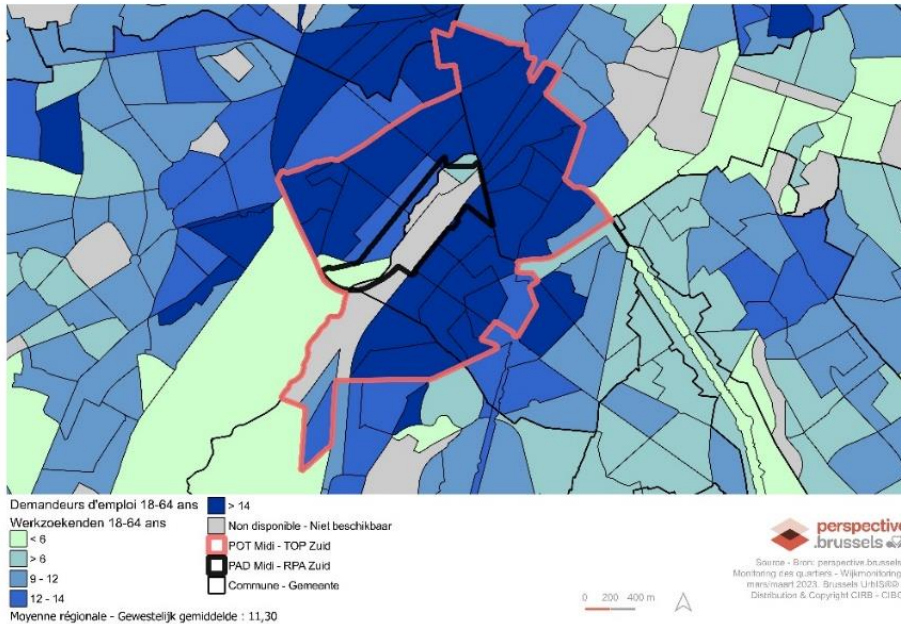 Demandeurs d'emploi 18-64 ans
Werkzoekenden 18-64 ans
< 6
> 6
9 - 12
12 - 14
> 14
Non disponible - Niet beschikbaar
POT Midi - TOP Zuid
PAD Midi - RPA Zuid
Commune - Gemeente
Moyenne régionale - Gewestelijk gemiddelde : 11,30
0 200 400 m
perspective
.brussels
Source - Bron: perspective.brussels
Monitoring des quartiers - Wijkmonitoring
mars/maart 2023. Brussels UrbIS®©
Distribution & Copyright CIRB - CIBG